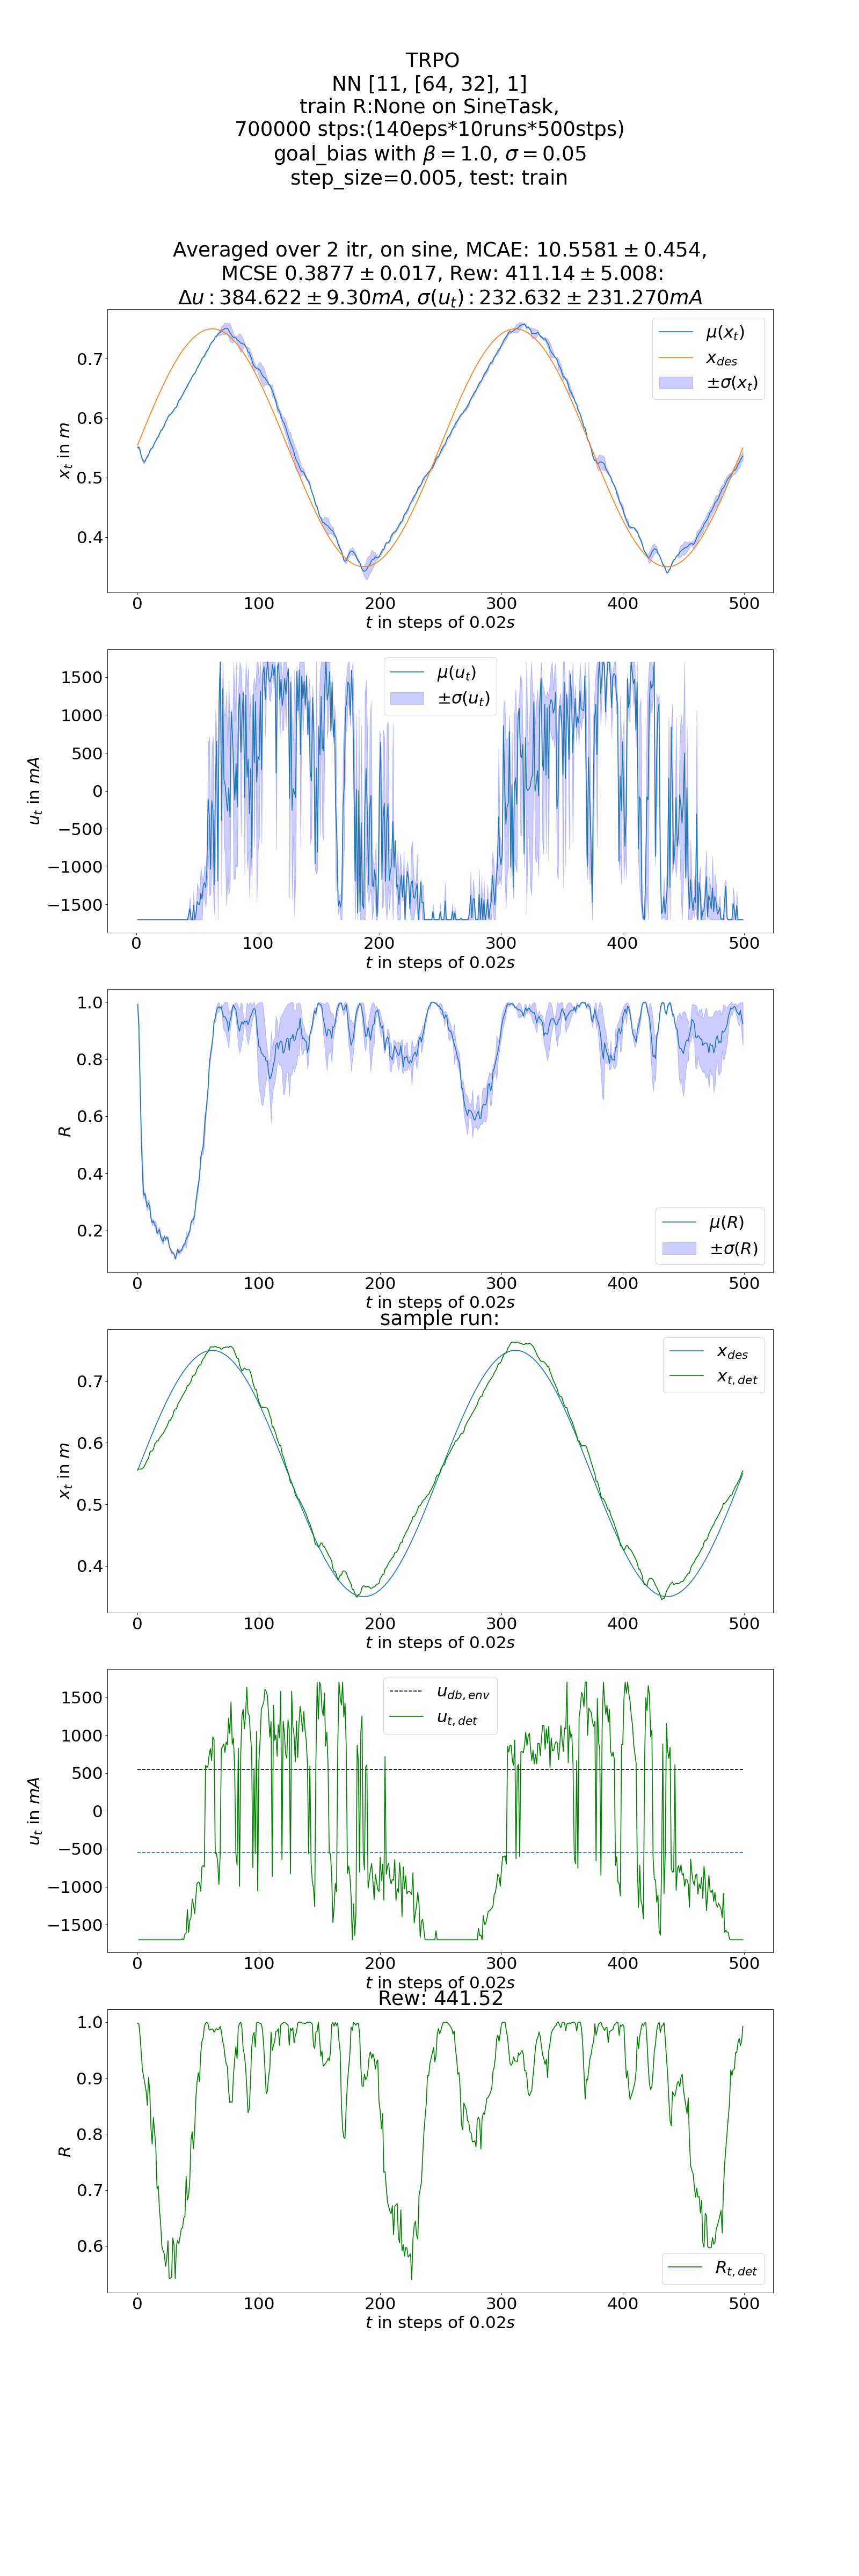 TRPO
NN [11, [64, 32], 1]
train R:None on SineTask,
700000 stps:(140eps*10runs*500stps)
goal_bias with β = 1.0, σ = 0.05
step_size=0.005, test: train
Averaged over 2 itr, on sine, MCAE: 10.5581 ± 0.454,
MCSE 0.3877 ± 0.017, Rew: 411.14 ± 5.008:
Δu : 384.622 ± 9.30mA, σ(u_t) : 232.632 ± 231.270mA
0.7
0.6
0.5
0.4
x_t in m
μ(x_t)
x_des
±σ(x_t)
0 100 200 300 400 500
t in steps of 0.02s
1500
1000
500
0
−500
−1000
−1500
u_t in mA
μ(u_t)
±σ(u_t)
0 100 200 300 400 500
t in steps of 0.02s
1.0
0.8
0.6
0.4
0.2
R
μ(R)
±σ(R)
0 100 200 300 400 500
t in steps of 0.02s
sample run:
0.7
0.6
0.5
0.4
x_t in m
x_des
x_t,det
0 100 200 300 400 500
t in steps of 0.02s
1500
1000
500
0
−500
−1000
−1500
u_t in mA
u_db,env
u_t,det
0 100 200 300 400 500
t in steps of 0.02s
Rew: 441.52
1.0
0.9
0.8
0.7
0.6
R
R_t,det
0 100 200 300 400 500
t in steps of 0.02s